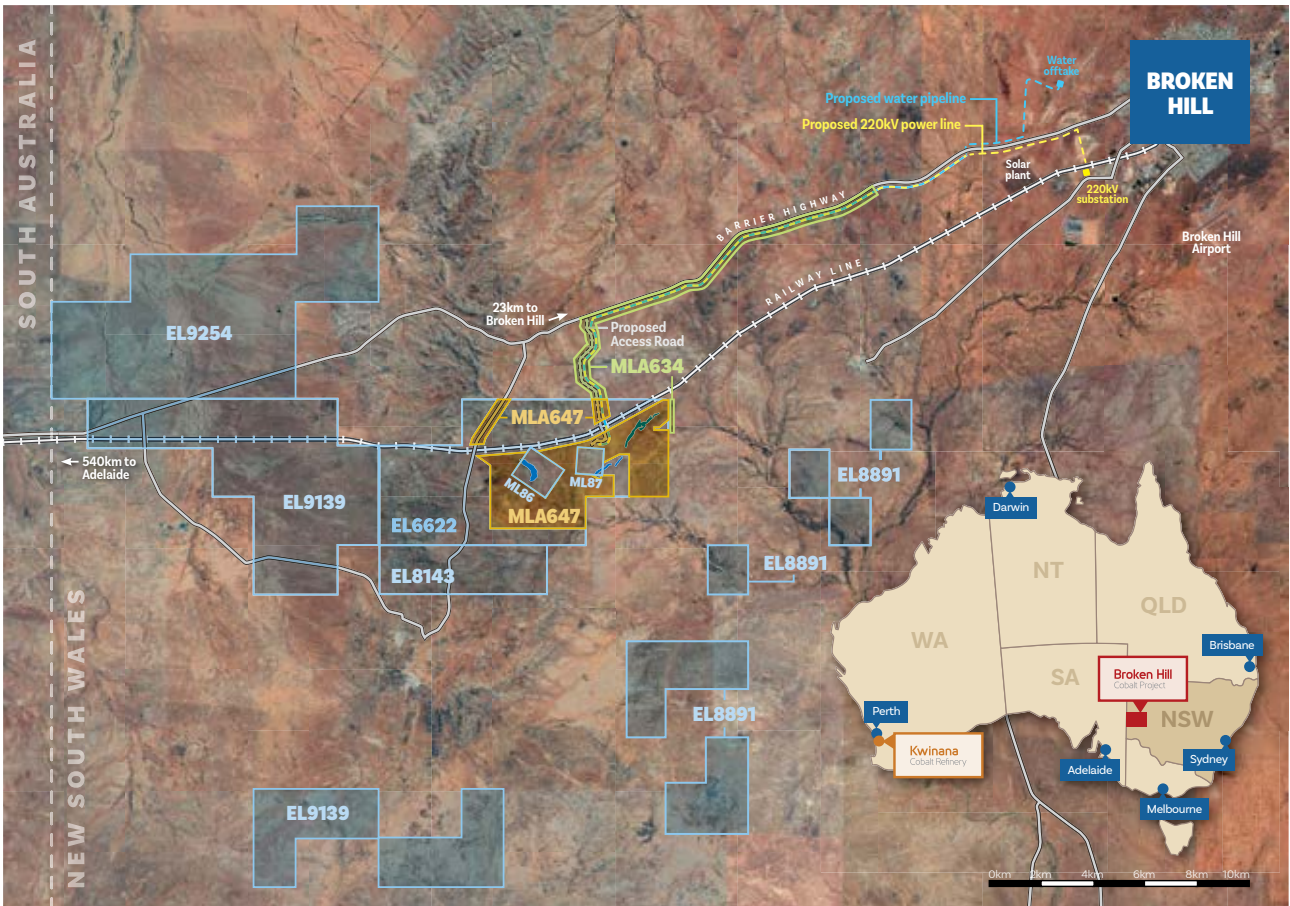 SOUTH AUSTRALIA
NEW SOUTH WALES
Water
offtake
BROKEN
HILL
Proposed water pipeline
Proposed 220kV power line
Solar
plant
220kV
substation
BARRIER HIGHWAY
Broken Hill
Airport
RAILWAY LINE
23km to
Broken Hill
EL9254
Proposed
Access Road
MLA634
MLA647
540km to
Adelaide
EL9139
EL6622
ML86
ML87
MLA647
EL8891
EL8143
EL8891
EL8891
EL9139
Darwin
NT
QLD
WA
Brisbane
SA
Broken Hill
Cobalt Project
Perth
NSW
Kwinana
Cobalt Refinery
Adelaide
Sydney
Melbourne
0km 2km 4km 6km 8km 10km